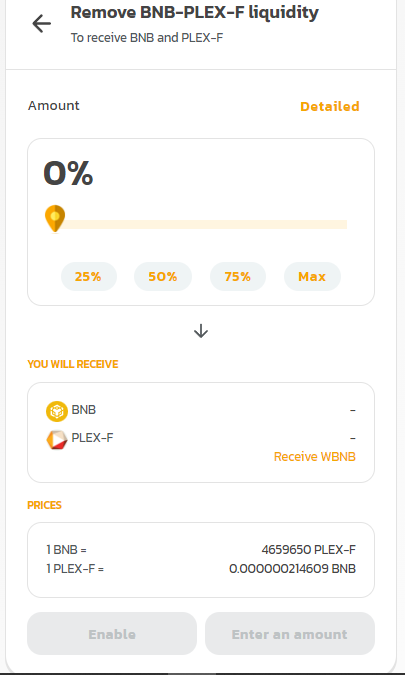 Remove BNB-PLEX-F liquidity
To receive BNB and PLEX-F
Amount
Detailed
0%
25% 50% 75% Max
YOU WILL RECEIVE
BNB -
PLEX-F -
Receive WBNB
PRICES
1 BNB = 4659650 PLEX-F
1 PLEX-F = 0.000000214609 BNB
Enable Enter an amount